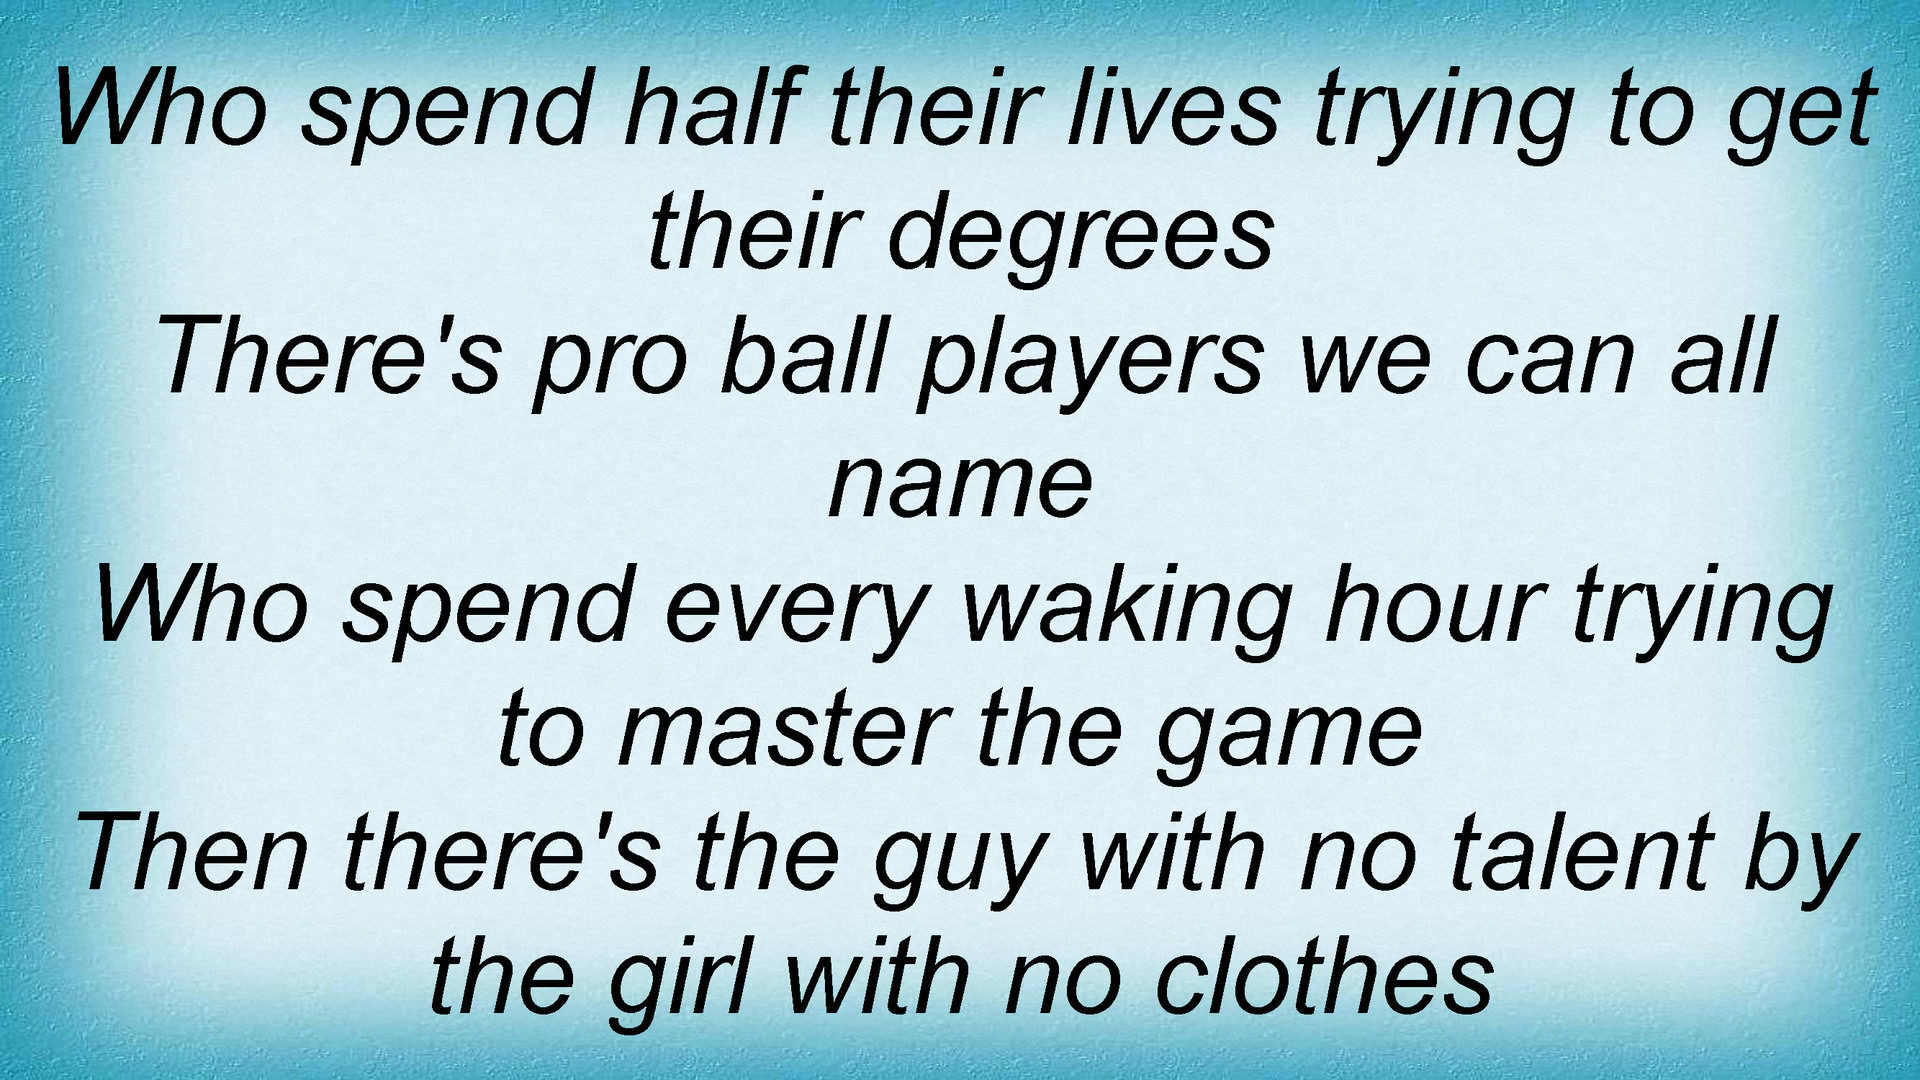 Who spend half their lives trying to get
their degrees
There's pro ball players we can all
name
Who spend every waking hour trying
to master the game
Then there's the guy with no talent by
the girl with no clothes